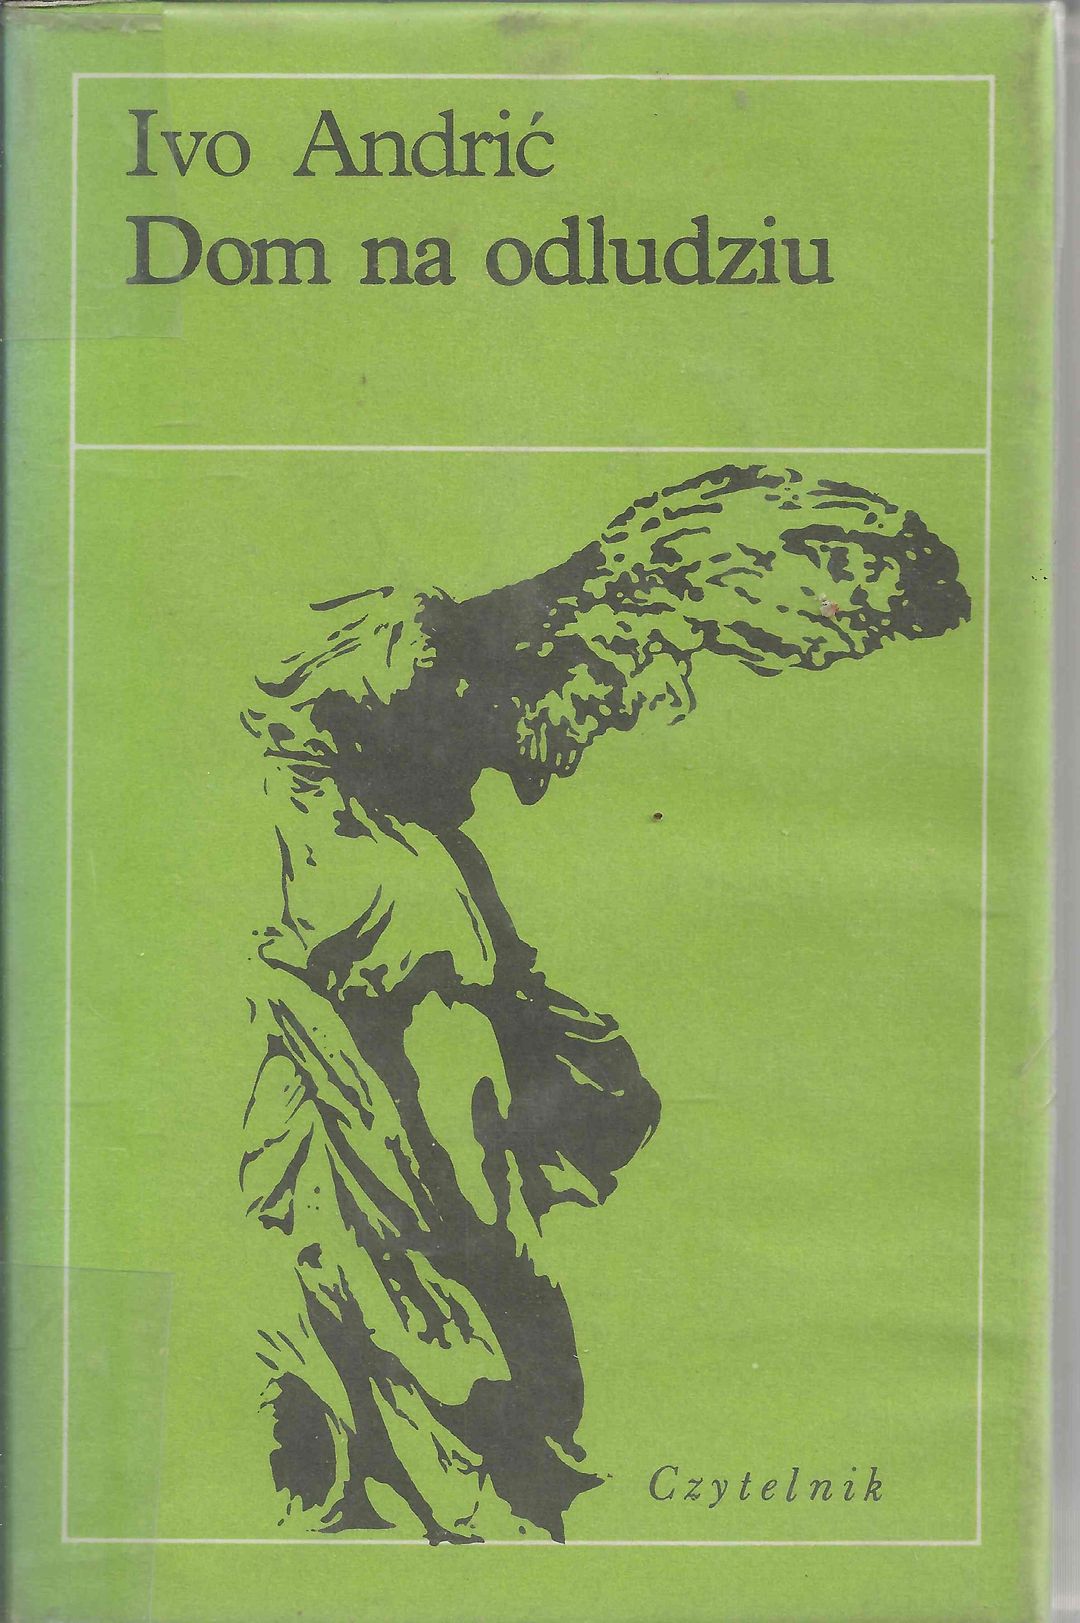 Ivo Andrić
Dom na odludziu
Czytelnik